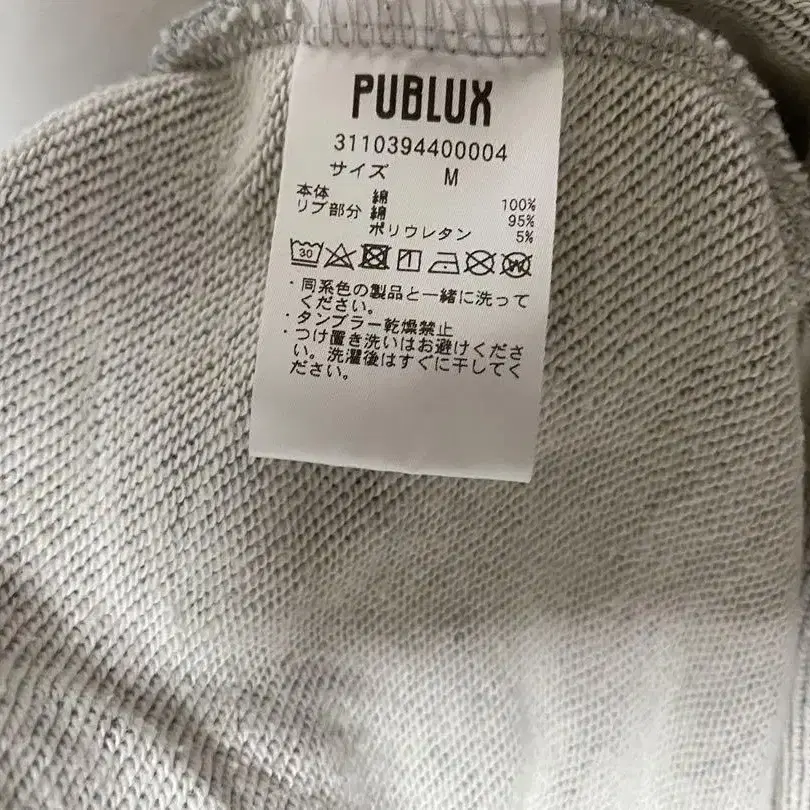 PUBLUX
3110394400004
サイズ M
本体 綿 100%
リブ部分 綿 95%
ポリウレタン 5%
30
・同系色の製品と一緒に洗って
ください。
・タンブラー乾燥禁止
・つけ置き洗いはお避けくださ
い。洗濯後はすぐに干してく
ださい。